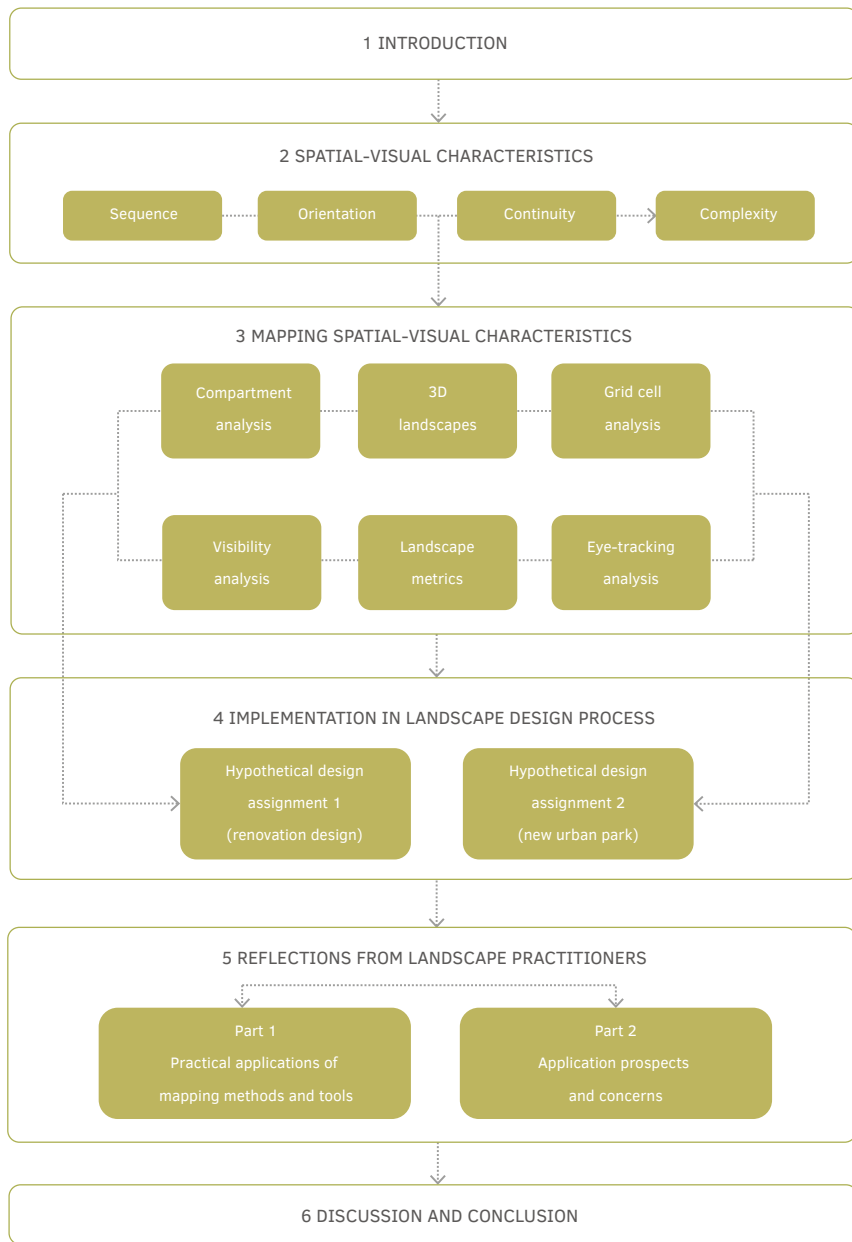 1 INTRODUCTION
2 SPATIAL-VISUAL CHARACTERISTICS
Sequence
Orientation
Continuity
Complexity
3 MAPPING SPATIAL-VISUAL CHARACTERISTICS
Compartment
analysis
3D
landscapes
Grid cell
analysis
Visibility
analysis
Landscape
metrics
Eye-tracking
analysis
4 IMPLEMENTATION IN LANDSCAPE DESIGN PROCESS
Hypothetical design
assignment 1
(renovation design)
Hypothetical design
assignment 2
(new urban park)
5 REFLECTIONS FROM LANDSCAPE PRACTITIONERS
Part 1
Practical applications of
mapping methods and tools
Part 2
Application prospects
and concerns
6 DISCUSSION AND CONCLUSION